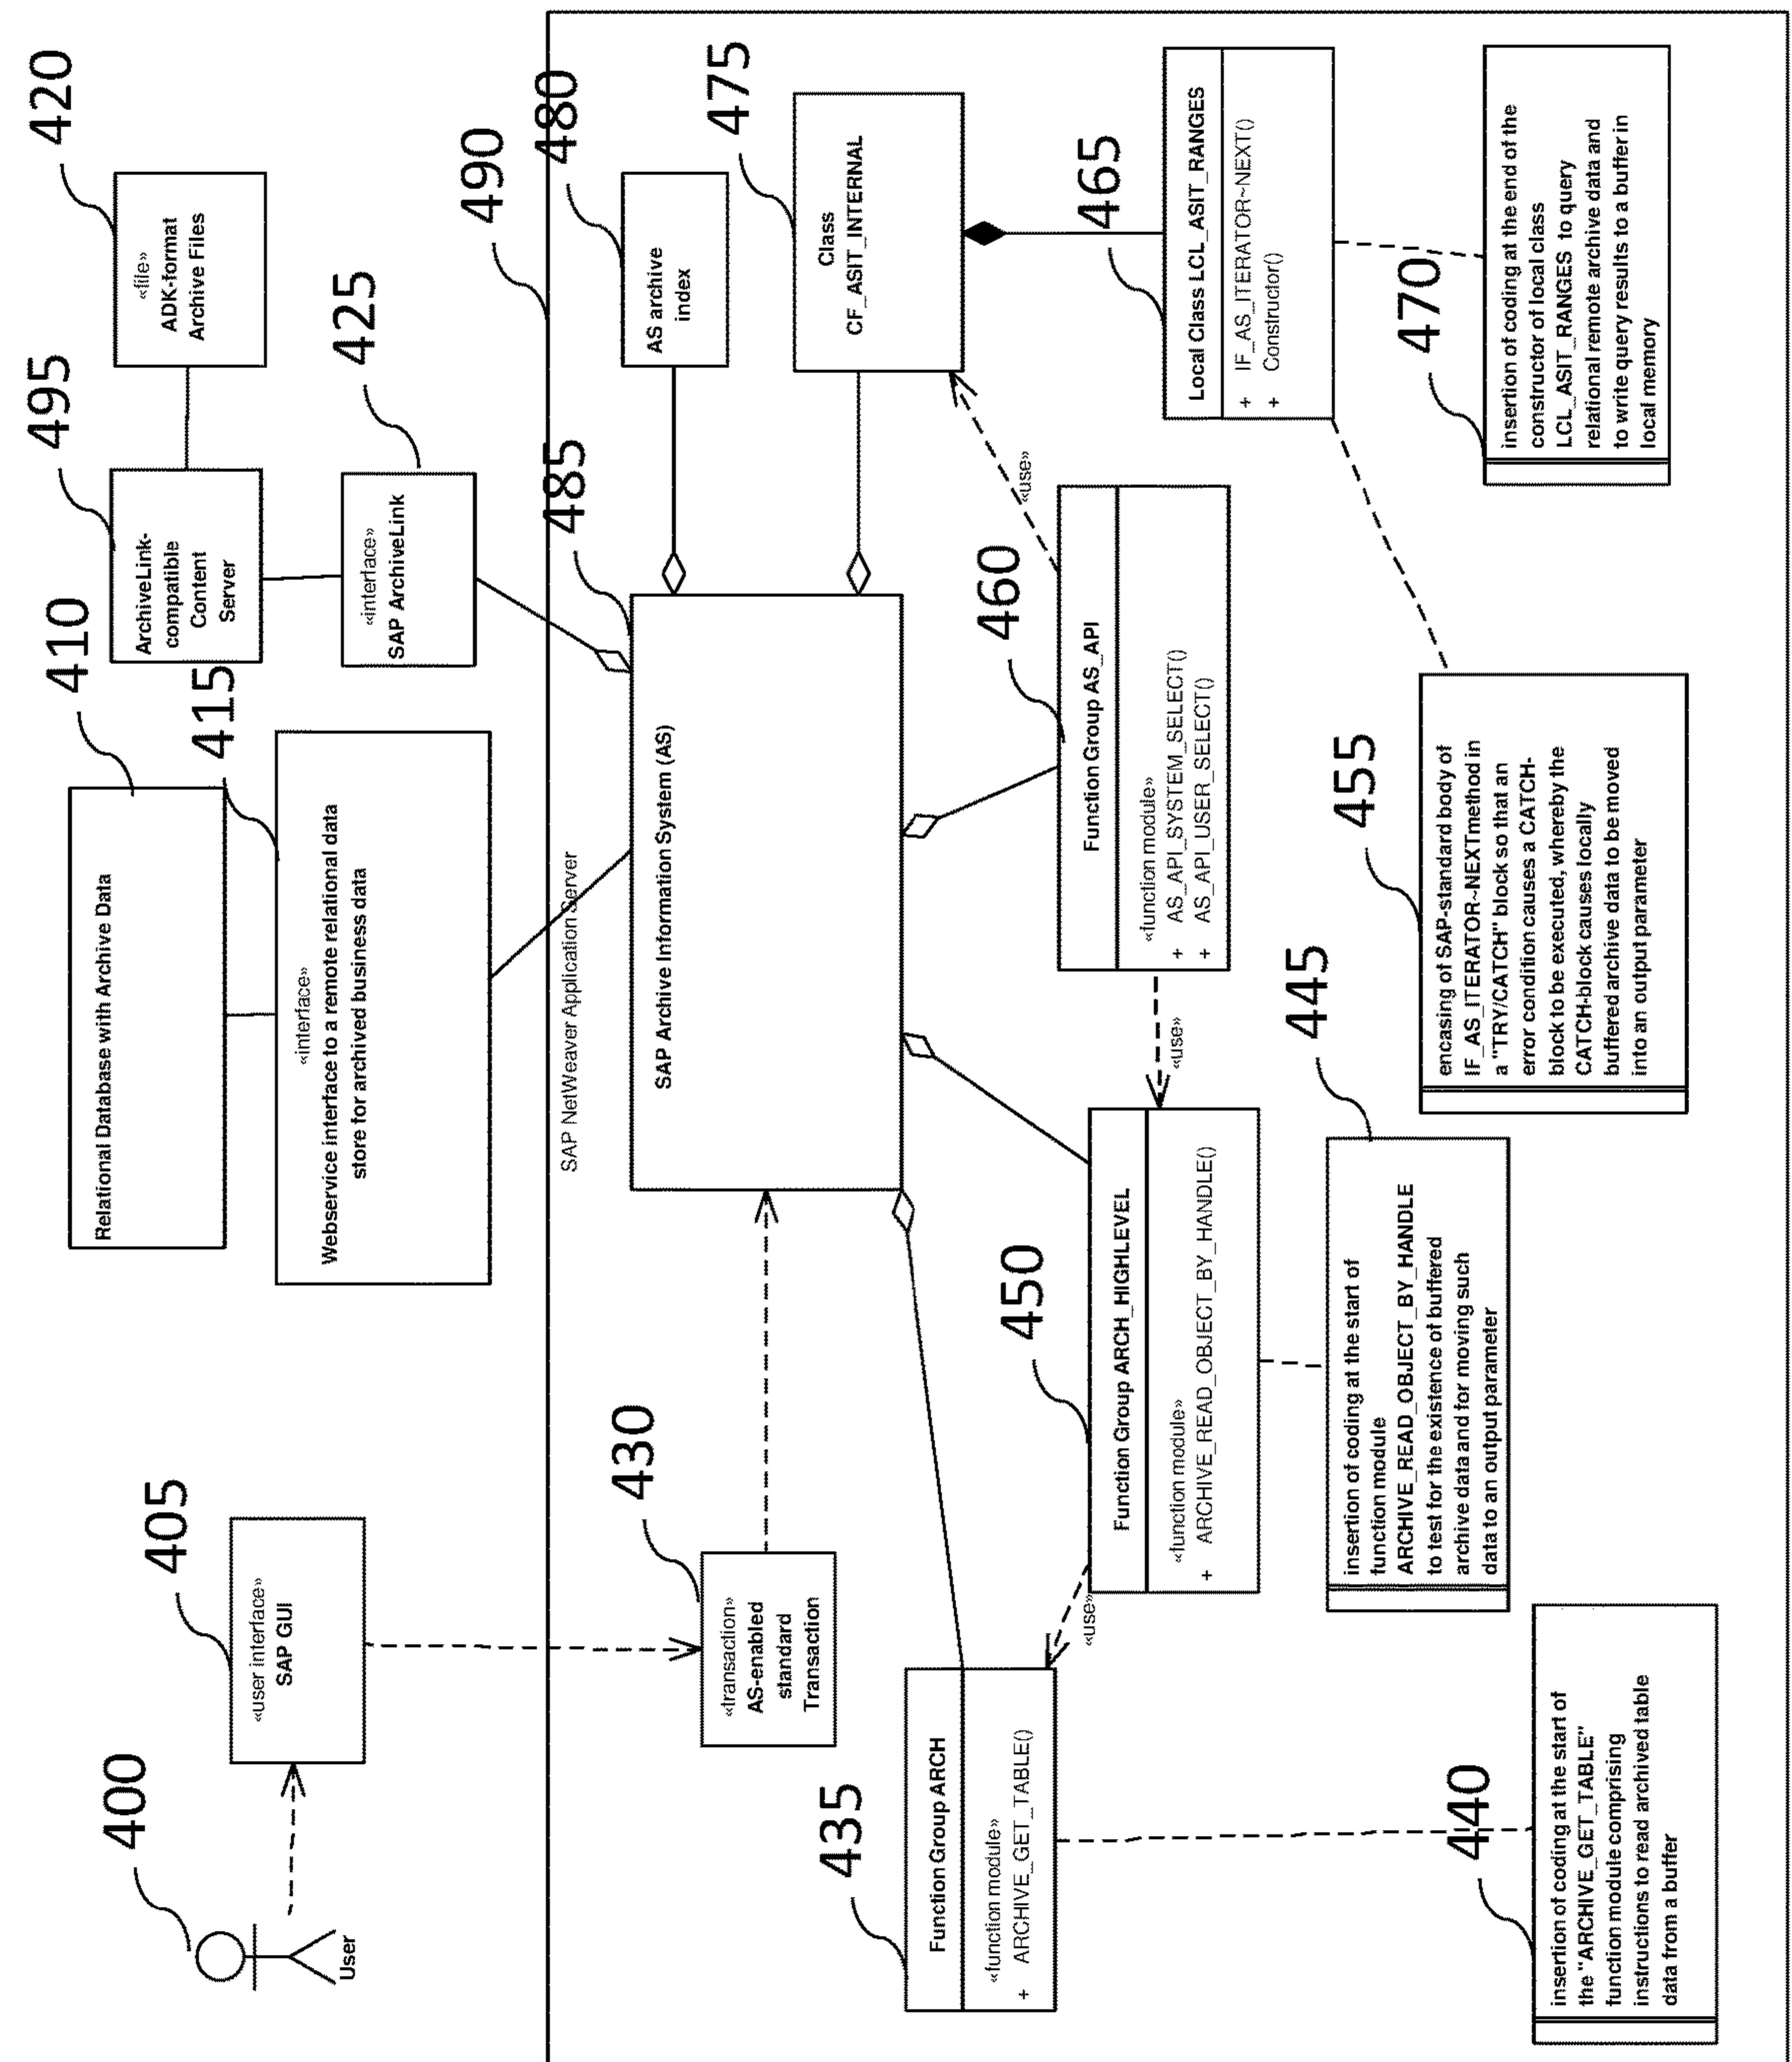 400
User
405
«user interface»
SAP GUI
410
Relational Database with Archive Data
415
«interface»
Webservice interface to a remote relational data
store for archived business data
495
ArchiveLink-
compatible
Content
Server
420
«file»
ADK-format
Archive Files
425
«interface»
SAP ArchiveLink
490
SAP NetWeaver Application Server
430
«transaction»
AS-enabled
standard
Transaction
485
SAP Archive Information System (AS)
480
AS archive
index
475
Class
CF_ASIT_INTERNAL
435
Function Group ARCH
«function module»
+ ARCHIVE_GET_TABLE()
«use»
450
Function Group ARCH_HIGHLEVEL
«function module»
+ ARCHIVE_READ_OBJECT_BY_HANDLE()
«use»
460
Function Group AS_API
«function module»
+ AS_API_SYSTEM_SELECT()
+ AS_API_USER_SELECT()
«use»
465
Local Class LCL_ASIT_RANGES
+ IF_AS_ITERATOR~NEXT()
+ Constructor()
440
insertion of coding at the start of
the "ARCHIVE_GET_TABLE"
function module comprising
instructions to read archived table
data from a buffer
445
insertion of coding at the start of
function module
ARCHIVE_READ_OBJECT_BY_HANDLE
to test for the existence of buffered
archive data and for moving such
data to an output parameter
455
encasing of SAP-standard body of
IF_AS_ITERATOR~NEXTmethod in
a "TRY/CATCH" block so that an
error condition causes a CATCH-
block to be executed, whereby the
CATCH-block causes locally
buffered archive data to be moved
into an output parameter
470
insertion of coding at the end of the
constructor of local class
LCL_ASIT_RANGES to query
relational remote archive data and
to write query results to a buffer in
local memory